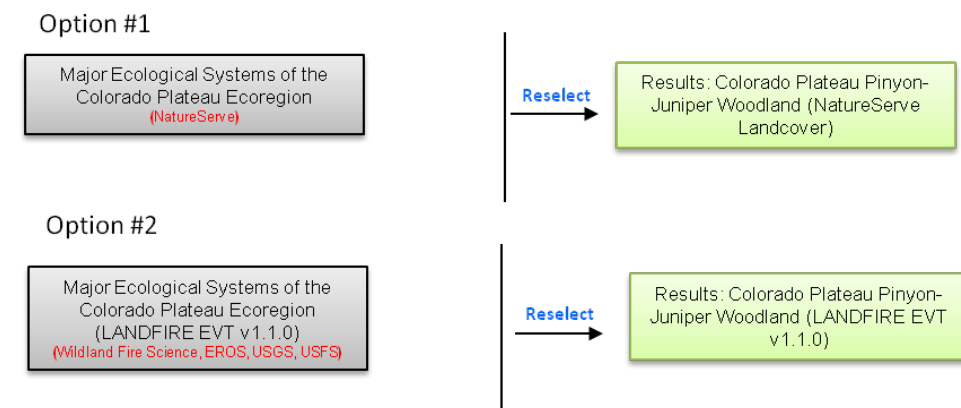 Option #1
Major Ecological Systems of the
Colorado Plateau Ecoregion
(NatureServe)
Reselect
Results: Colorado Plateau Pinyon-
Juniper Woodland (NatureServe
Landcover)
Option #2
Major Ecological Systems of the
Colorado Plateau Ecoregion
(LANDFIRE EVT v1.1.0)
(Wildland Fire Science, EROS, USGS, USFS)
Reselect
Results: Colorado Plateau Pinyon-
Juniper Woodland (LANDFIRE EVT
v1.1.0)